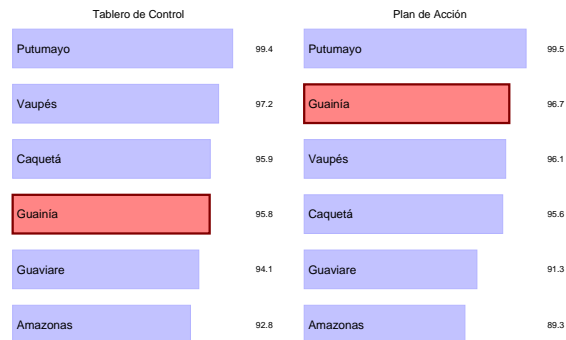 Tablero de Control
Putumayo 99.4
Vaupés 97.2
Caquetá 95.9
Guainía 95.8
Guaviare 94.1
Amazonas 92.8
Plan de Acción
Putumayo 99.5
Guainía 96.7
Vaupés 96.1
Caquetá 95.6
Guaviare 91.3
Amazonas 89.3